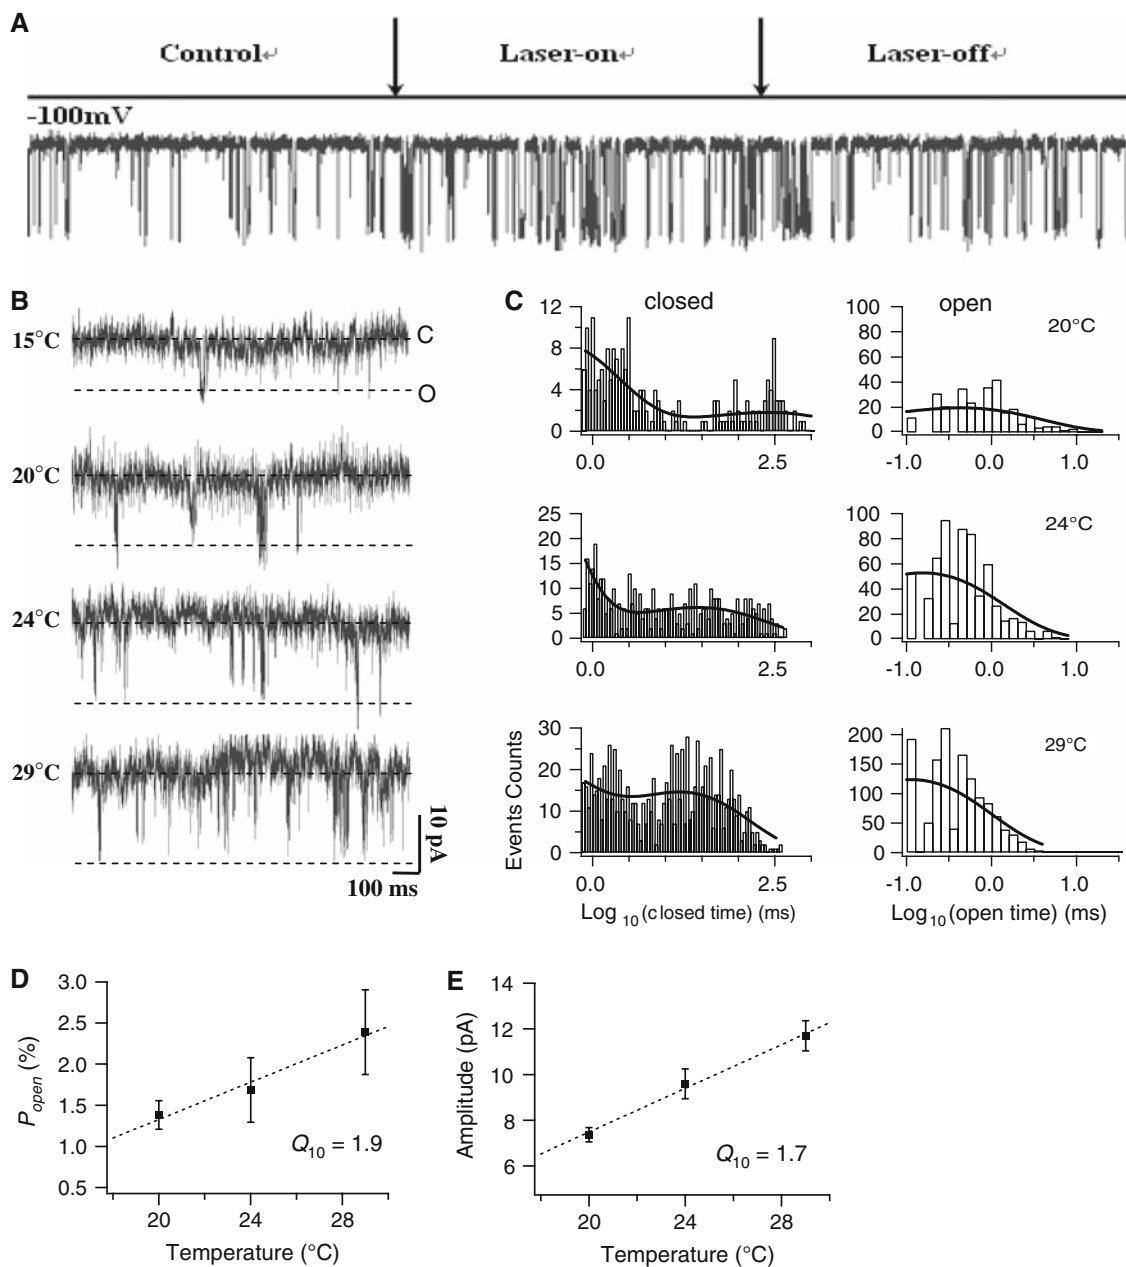 A
Control↵
Laser-on↵
Laser-off↵
-100mV
B
15°C
C
O
20°C
24°C
29°C
10 pA
100 ms
C
closed
open
12
8
4
0
0.0
2.5
100
80
60
40
20
0
-1.0
0.0
1.0
20°C
25
20
15
10
5
0
0.0
2.5
100
80
60
40
20
0
-1.0
0.0
1.0
24°C
Events Counts
30
20
10
0
0.0
2.5
Log10 (closed time) (ms)
200
150
100
50
0
-1.0
0.0
1.0
29°C
Log10(open time) (ms)
D
Popen (%)
3.0
2.5
2.0
1.5
1.0
0.5
Q10 = 1.9
20
24
28
Temperature (°C)
E
Amplitude (pA)
14
12
10
8
6
Q10 = 1.7
20
24
28
Temperature (°C)